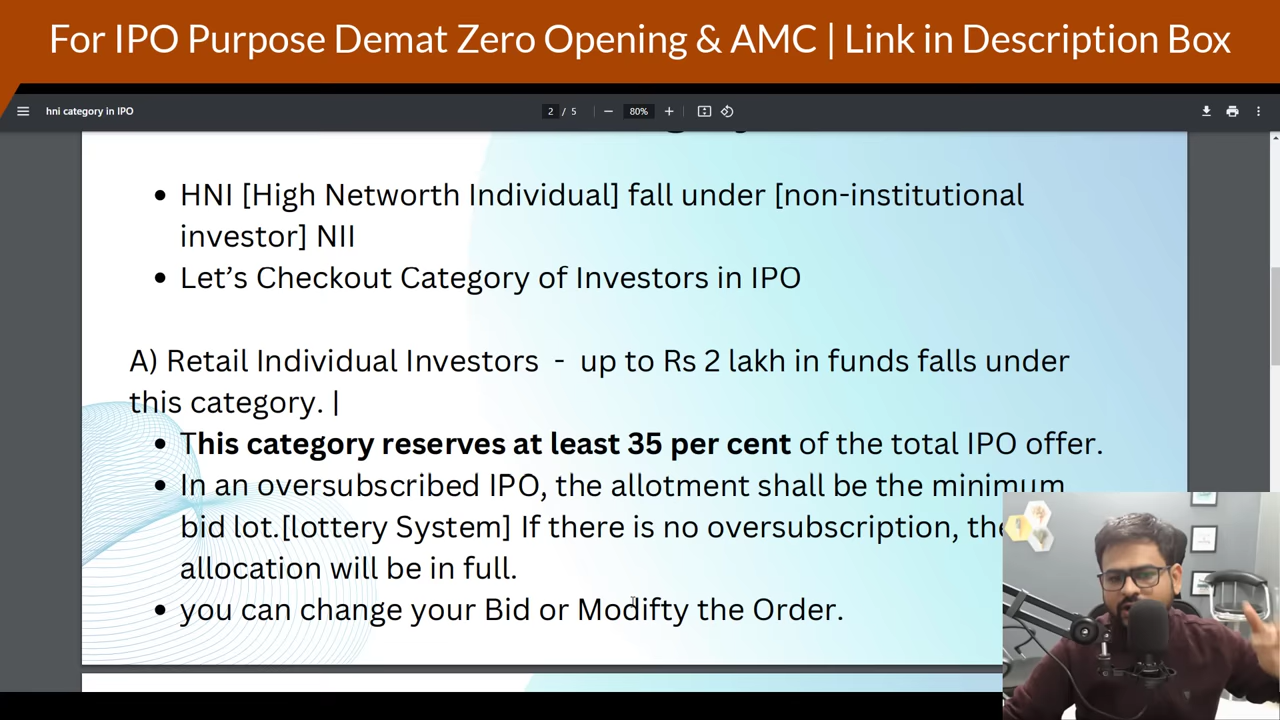 For IPO Purpose Demat Zero Opening & AMC | Link in Description Box
hni category in IPO
2 / 5
80%
• HNI [High Networth Individual] fall under [non-institutional
investor] NII
• Let’s Checkout Category of Investors in IPO
A) Retail Individual Investors - up to Rs 2 lakh in funds falls under
this category. |
• This category reserves at least 35 per cent of the total IPO offer.
• In an oversubscribed IPO, the allotment shall be the minimum
bid lot.[lottery System] If there is no oversubscription, the
allocation will be in full.
• you can change your Bid or Modifty the Order.